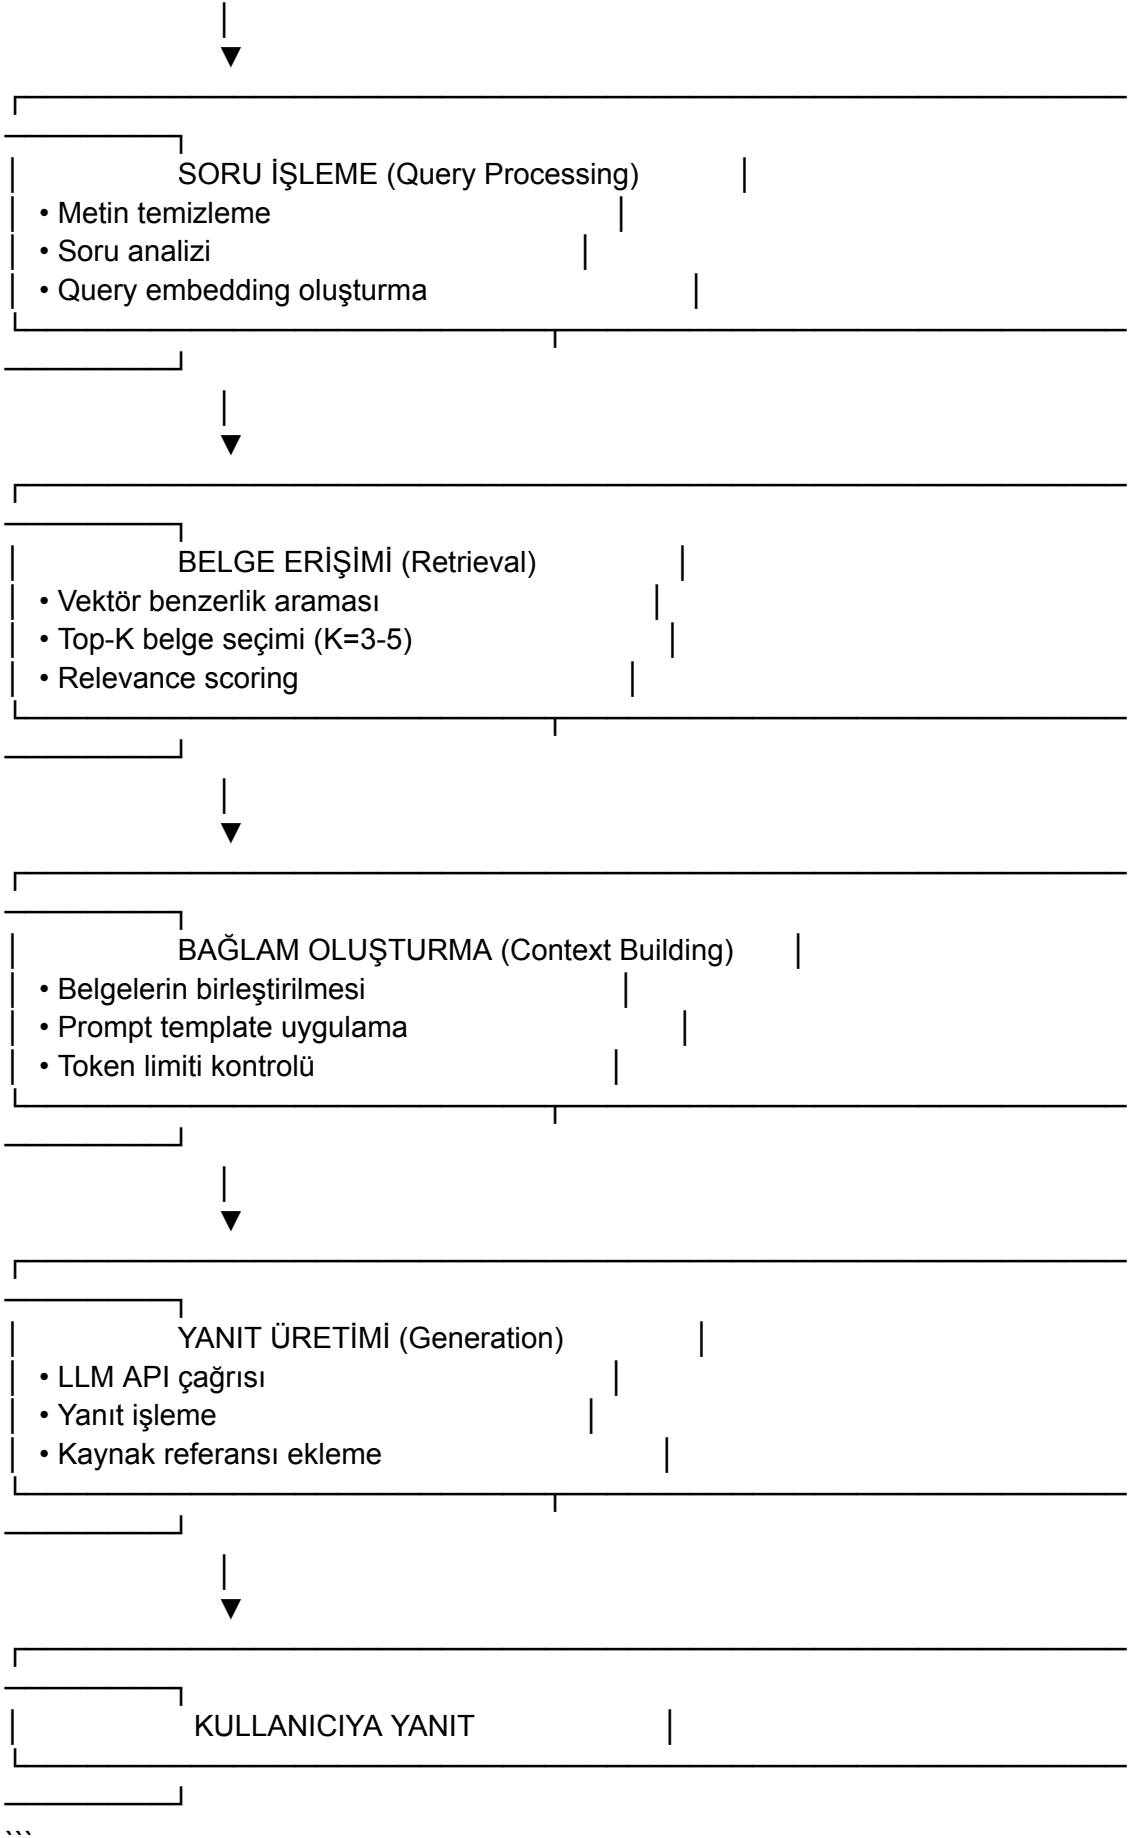 │
▼
┌─────────────────────────────────────────────────────
────────┐
│ SORU İŞLEME (Query Processing) │
│ • Metin temizleme │
│ • Soru analizi │
│ • Query embedding oluşturma │
└──────────────────────────┬──────────────────────────
────────┘
│
▼
┌─────────────────────────────────────────────────────
────────┐
│ BELGE ERİŞİMİ (Retrieval) │
│ • Vektör benzerlik araması │
│ • Top-K belge seçimi (K=3-5) │
│ • Relevance scoring │
└──────────────────────────┬──────────────────────────
────────┘
│
▼
┌─────────────────────────────────────────────────────
────────┐
│ BAĞLAM OLUŞTURMA (Context Building) │
│ • Belgelerin birleştirilmesi │
│ • Prompt template uygulama │
│ • Token limiti kontrolü │
└──────────────────────────┬──────────────────────────
────────┘
│
▼
┌─────────────────────────────────────────────────────
────────┐
│ YANIT ÜRETİMİ (Generation) │
│ • LLM API çağrısı │
│ • Yanıt işleme │
│ • Kaynak referansı ekleme │
└──────────────────────────┬──────────────────────────
────────┘
│
▼
┌─────────────────────────────────────────────────────
────────┐
│ KULLANICIYA YANIT │
└─────────────────────────────────────────────────────
────────┘
```